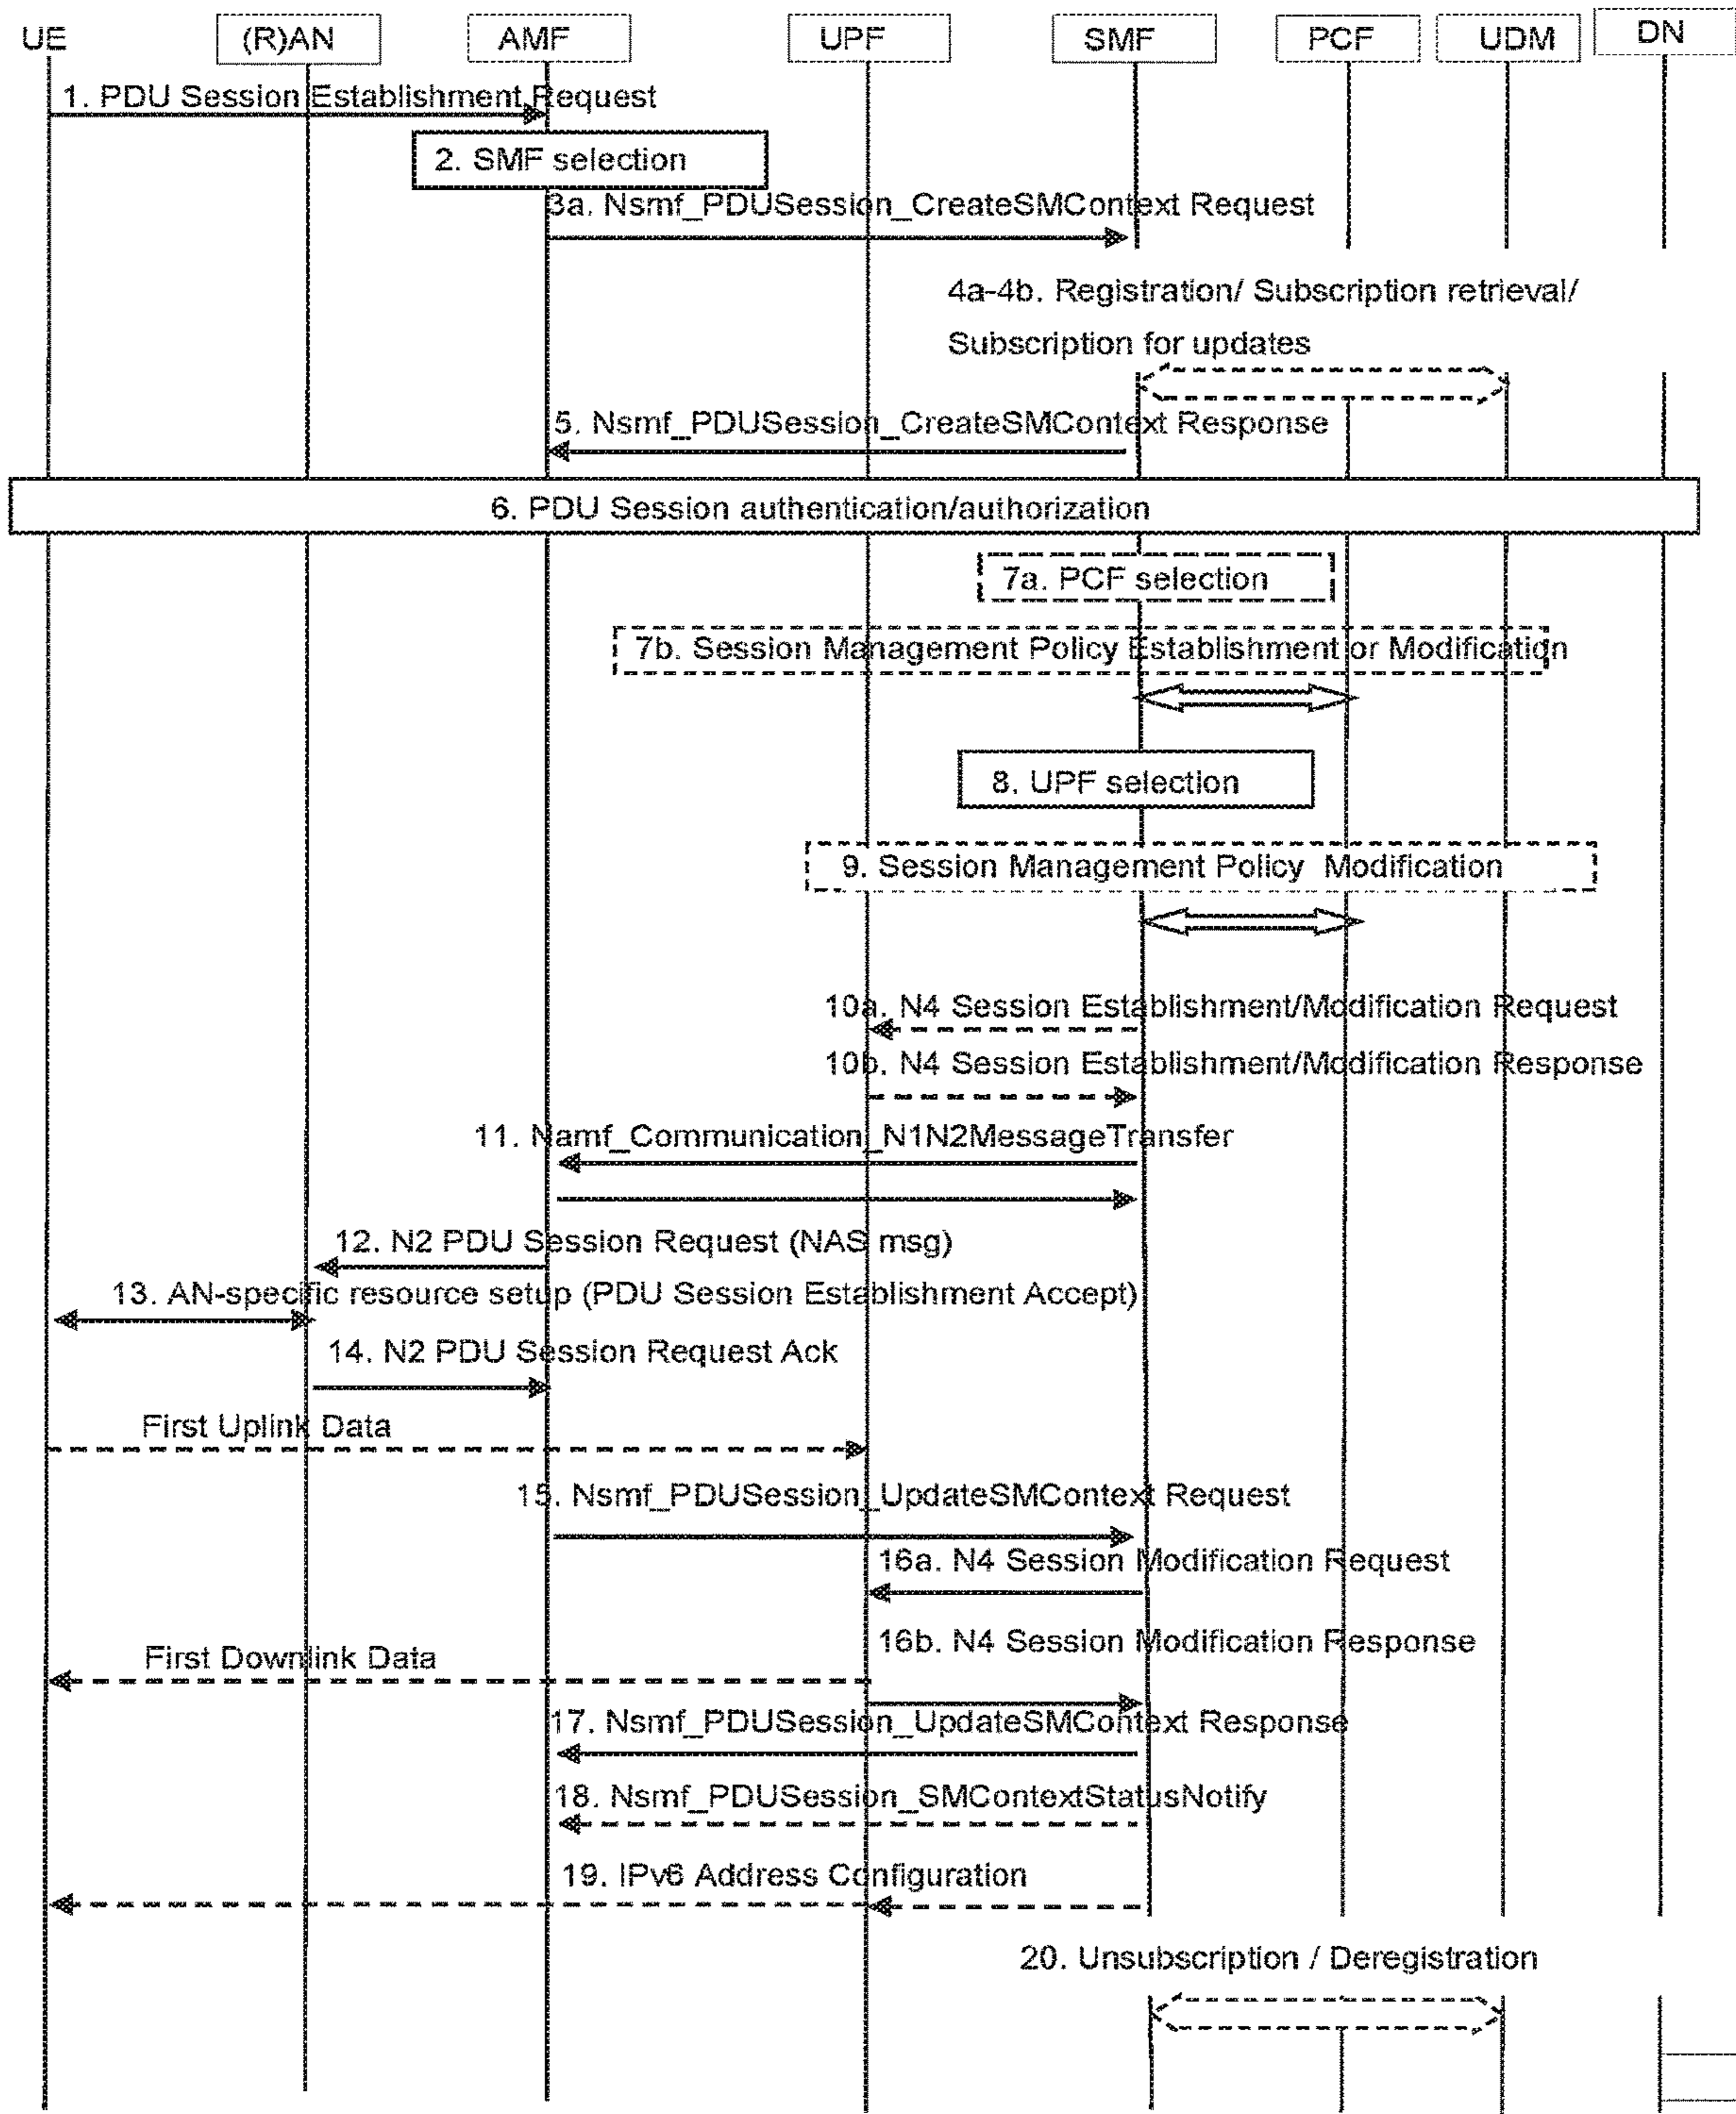 UE (R)AN AMF UPF SMF PCF UDM DN
1. PDU Session Establishment Request
2. SMF selection
3a. Nsmf_PDUSession_CreateSMContext Request
4a-4b. Registration/ Subscription retrieval/
Subscription for updates
5. Nsmf_PDUSession_CreateSMContext Response
6. PDU Session authentication/authorization
7a. PCF selection
7b. Session Management Policy Establishment or Modification
8. UPF selection
9. Session Management Policy Modification
10a. N4 Session Establishment/Modification Request
10b. N4 Session Establishment/Modification Response
11. Namf_Communication_N1N2MessageTransfer
12. N2 PDU Session Request (NAS msg)
13. AN-specific resource setup (PDU Session Establishment Accept)
14. N2 PDU Session Request Ack
First Uplink Data
15. Nsmf_PDUSession_UpdateSMContext Request
16a. N4 Session Modification Request
16b. N4 Session Modification Response
First Downlink Data
17. Nsmf_PDUSession_UpdateSMContext Response
18. Nsmf_PDUSession_SMContextStatusNotify
19. IPv6 Address Configuration
20. Unsubscription / Deregistration